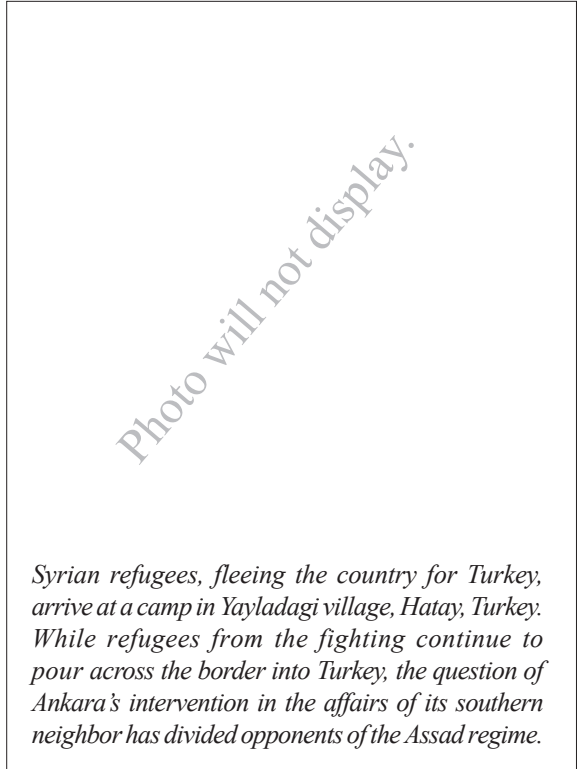 Photo will not display.
Syrian refugees, fleeing the country for Turkey,
arrive at a camp in Yayladagi village, Hatay, Turkey.
While refugees from the fighting continue to
pour across the border into Turkey, the question of
Ankara's intervention in the affairs of its southern
neighbor has divided opponents of the Assad regime.